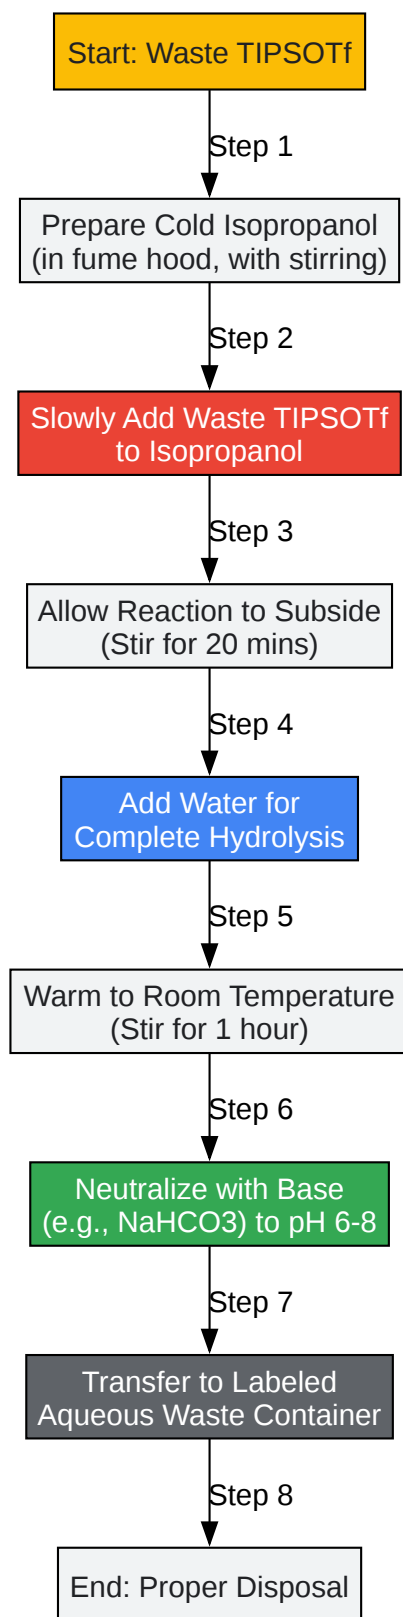 Start: Waste TIPSOTf
Step 1
Prepare Cold Isopropanol
(in fume hood, with stirring)
Step 2
Slowly Add Waste TIPSOTf
to Isopropanol
Step 3
Allow Reaction to Subside
(Stir for 20 mins)
Step 4
Add Water for
Complete Hydrolysis
Step 5
Warm to Room Temperature
(Stir for 1 hour)
Step 6
Neutralize with Base
(e.g., NaHCO3) to pH 6-8
Step 7
Transfer to Labeled
Aqueous Waste Container
Step 8
End: Proper Disposal